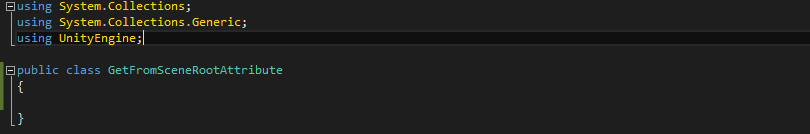 using System.Collections;
using System.Collections.Generic;
using UnityEngine;
public class GetFromSceneRootAttribute
{
}